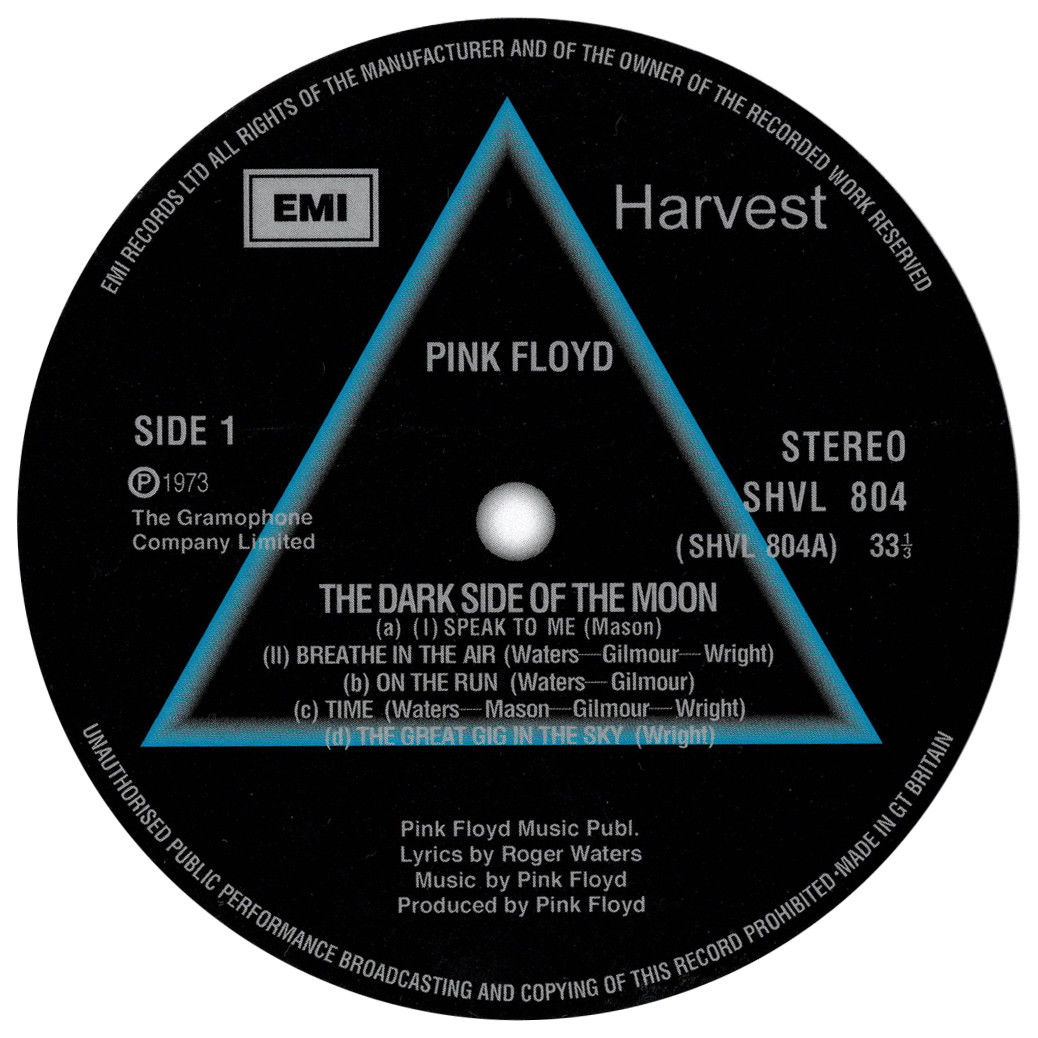 EMI RECORDS LTD ALL RIGHTS OF THE MANUFACTURER AND OF THE OWNER OF THE RECORDED WORK RESERVED
EMI
Harvest
PINK FLOYD
SIDE 1
Ⓟ1973
The Gramophone
Company Limited
STEREO
SHVL 804
(SHVL 804A) 33⅓
THE DARK SIDE OF THE MOON
(a) (I) SPEAK TO ME (Mason)
(II) BREATHE IN THE AIR (Waters—Gilmour—Wright)
(b) ON THE RUN (Waters—Gilmour)
(c) TIME (Waters—Mason—Gilmour—Wright)
(d) THE GREAT GIG IN THE SKY (Wright)
Pink Floyd Music Publ.
Lyrics by Roger Waters
Music by Pink Floyd
Produced by Pink Floyd
UNAUTHORISED PUBLIC PERFORMANCE BROADCASTING AND COPYING OF THIS RECORD PROHIBITED·MADE IN GT BRITAIN